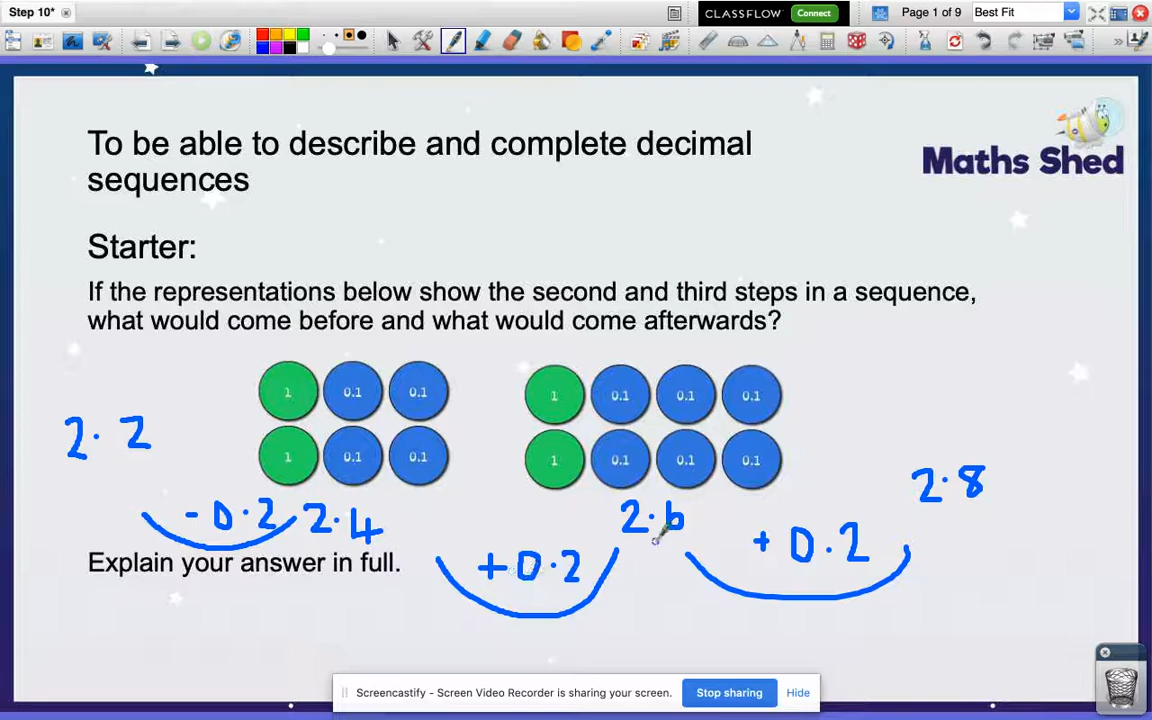 Step 10*
CLASSFLOW Connect
Page 1 of 9
Best Fit
To be able to describe and complete decimal
sequences
Maths Shed
Starter:
If the representations below show the second and third steps in a sequence,
what would come before and what would come afterwards?
1 0.1 0.1 1 0.1 0.1 0.1
1 0.1 0.1 1 0.1 0.1 0.1
2.2
2.8
-0.2 2.4 2.6
+0.2
Explain your answer in full.
+0.2
Screencastify - Screen Video Recorder is sharing your screen. Stop sharing Hide